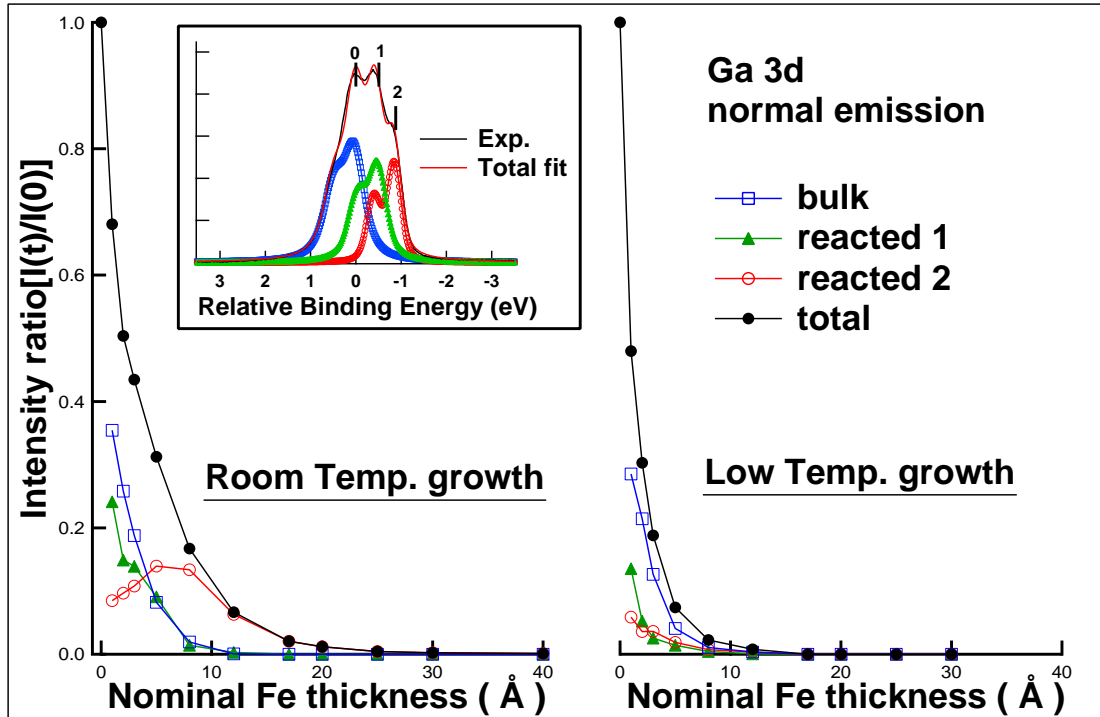 Intensity ratio[I(t)/I(0)]
1.0
0.8
0.6
0.4
0.2
0.0
0
10
20
30
40
Nominal Fe thickness ( Å )
Room Temp. growth
0
1
2
Exp.
Total fit
3
2
1
0
-1
-2
-3
Relative Binding Energy (eV)
Ga 3d
normal emission
bulk
reacted 1
reacted 2
total
Low Temp. growth
0
10
20
30
40
Nominal Fe thickness ( Å )